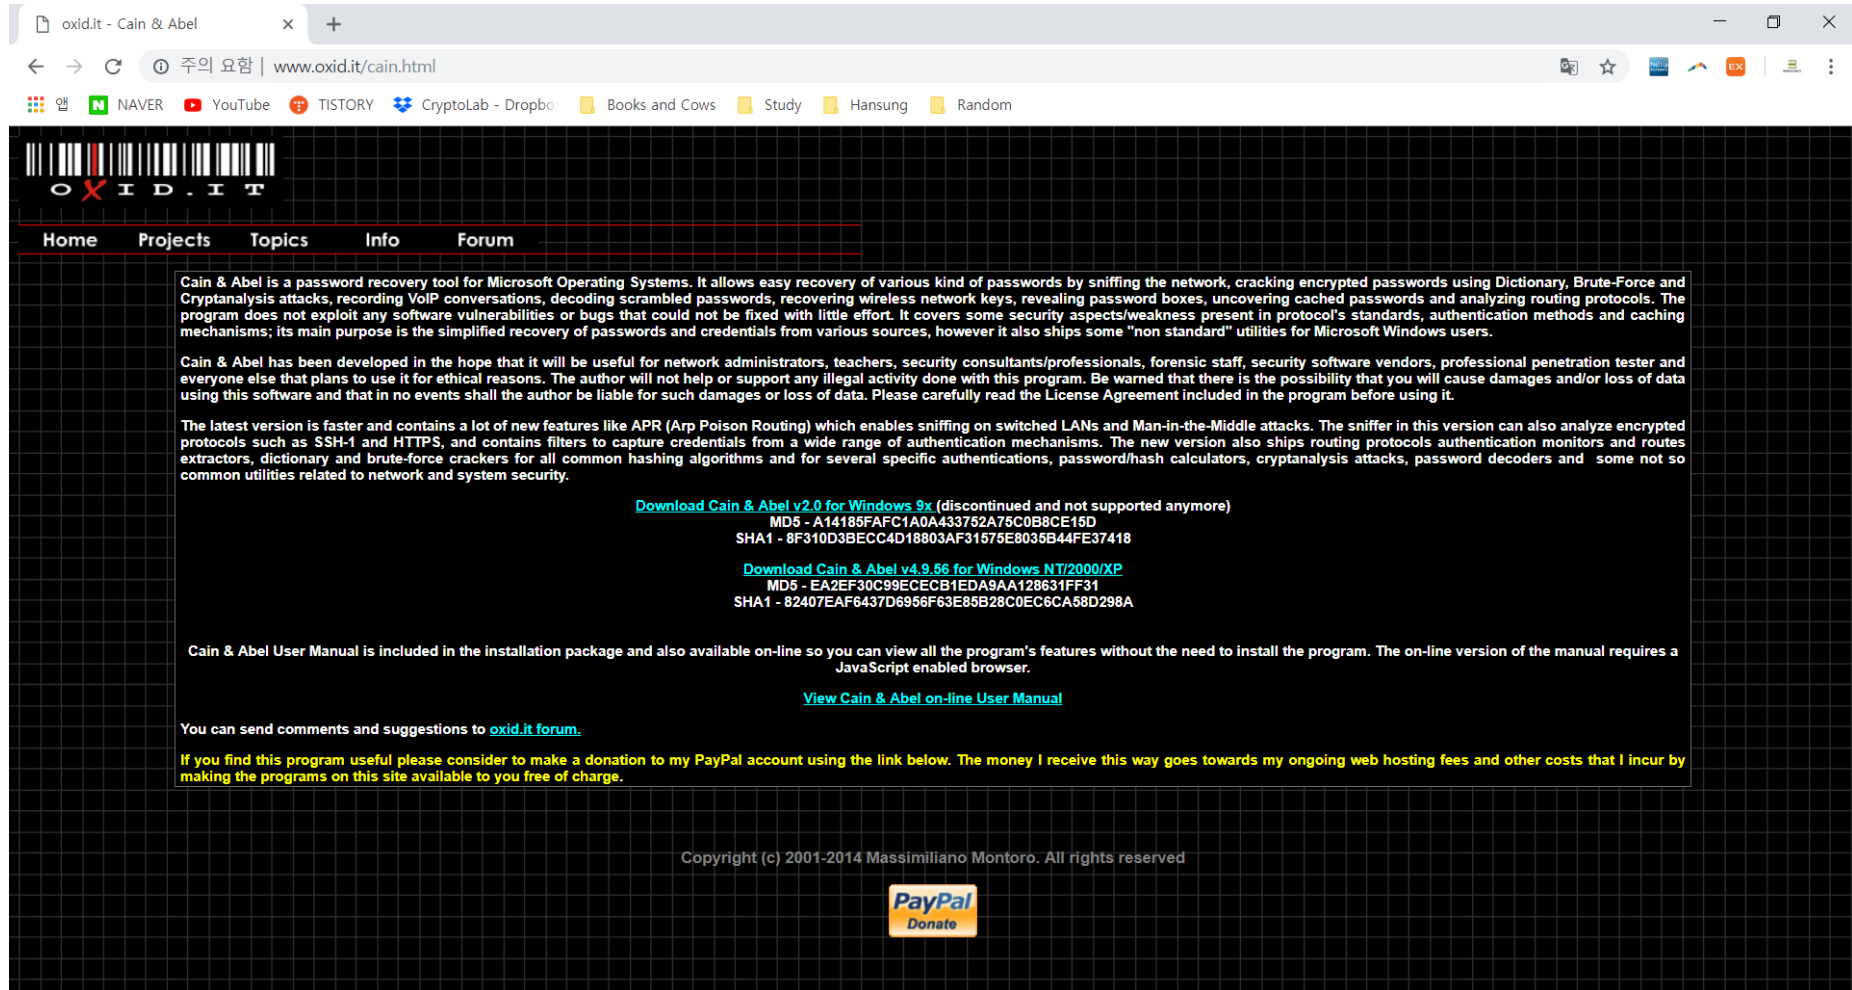 oxid.it - Cain & Abel
주의 요함 | www.oxid.it/cain.html
앱 NAVER YouTube TISTORY CryptoLab - Dropbo Books and Cows Study Hansung Random
OXID.IT
Home Projects Topics Info Forum
Cain & Abel is a password recovery tool for Microsoft Operating Systems. It allows easy recovery of various kind of passwords by sniffing the network, cracking encrypted passwords using Dictionary, Brute-Force and
Cryptanalysis attacks, recording VoIP conversations, decoding scrambled passwords, recovering wireless network keys, revealing password boxes, uncovering cached passwords and analyzing routing protocols. The
program does not exploit any software vulnerabilities or bugs that could not be fixed with little effort. It covers some security aspects/weakness present in protocol's standards, authentication methods and caching
mechanisms; its main purpose is the simplified recovery of passwords and credentials from various sources, however it also ships some "non standard" utilities for Microsoft Windows users.
Cain & Abel has been developed in the hope that it will be useful for network administrators, teachers, security consultants/professionals, forensic staff, security software vendors, professional penetration tester and
everyone else that plans to use it for ethical reasons. The author will not help or support any illegal activity done with this program. Be warned that there is the possibility that you will cause damages and/or loss of data
using this software and that in no events shall the author be liable for such damages or loss of data. Please carefully read the License Agreement included in the program before using it.
The latest version is faster and contains a lot of new features like APR (Arp Poison Routing) which enables sniffing on switched LANs and Man-in-the-Middle attacks. The sniffer in this version can also analyze encrypted
protocols such as SSH-1 and HTTPS, and contains filters to capture credentials from a wide range of authentication mechanisms. The new version also ships routing protocols authentication monitors and routes
extractors, dictionary and brute-force crackers for all common hashing algorithms and for several specific authentications, password/hash calculators, cryptanalysis attacks, password decoders and some not so
common utilities related to network and system security.
Download Cain & Abel v2.0 for Windows 9x (discontinued and not supported anymore)
MD5 - A14185FAFC1A0A433752A75C0B8CE15D
SHA1 - 8F310D3BECC4D18803AF31575E8035B44FE37418
Download Cain & Abel v4.9.56 for Windows NT/2000/XP
MD5 - EA2EF30C99ECECB1EDA9AA128631FF31
SHA1 - 82407EAF6437D6956F63E85B28C0EC6CA58D298A
Cain & Abel User Manual is included in the installation package and also available on-line so you can view all the program's features without the need to install the program. The on-line version of the manual requires a
JavaScript enabled browser.
View Cain & Abel on-line User Manual
You can send comments and suggestions to oxid.it forum.
If you find this program useful please consider to make a donation to my PayPal account using the link below. The money I receive this way goes towards my ongoing web hosting fees and other costs that I incur by
making the programs on this site available to you free of charge.
Copyright (c) 2001-2014 Massimiliano Montoro. All rights reserved
PayPal
Donate